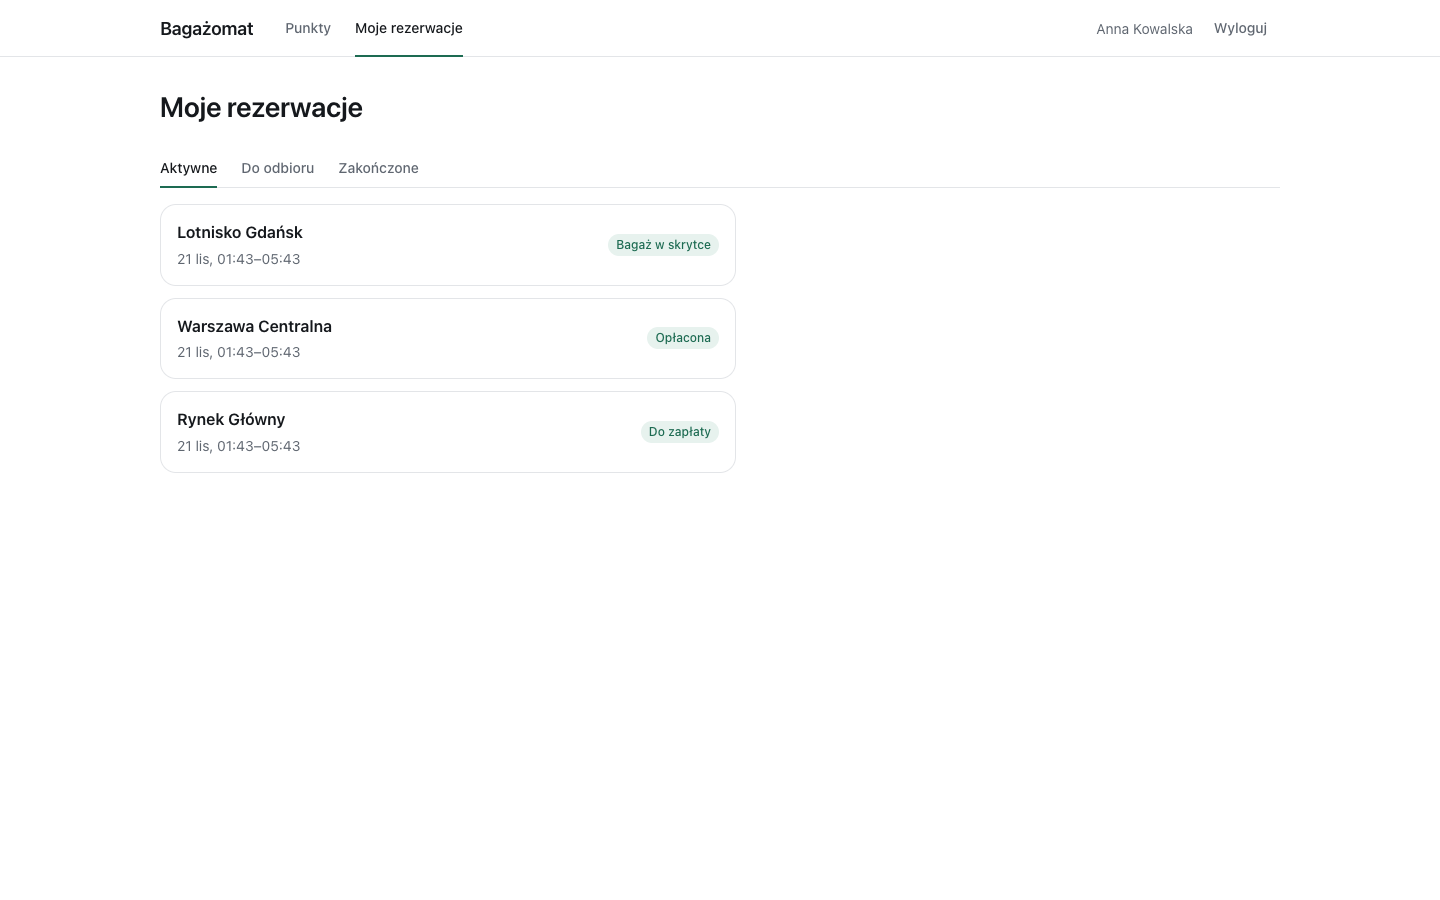 Bagażomat Punkty Moje rezerwacje Anna Kowalska Wyloguj
Moje rezerwacje
Aktywne Do odbioru Zakończone
Lotnisko Gdańsk
21 lis, 01:43–05:43
Bagaż w skrytce
Warszawa Centralna
21 lis, 01:43–05:43
Opłacona
Rynek Główny
21 lis, 01:43–05:43
Do zapłaty